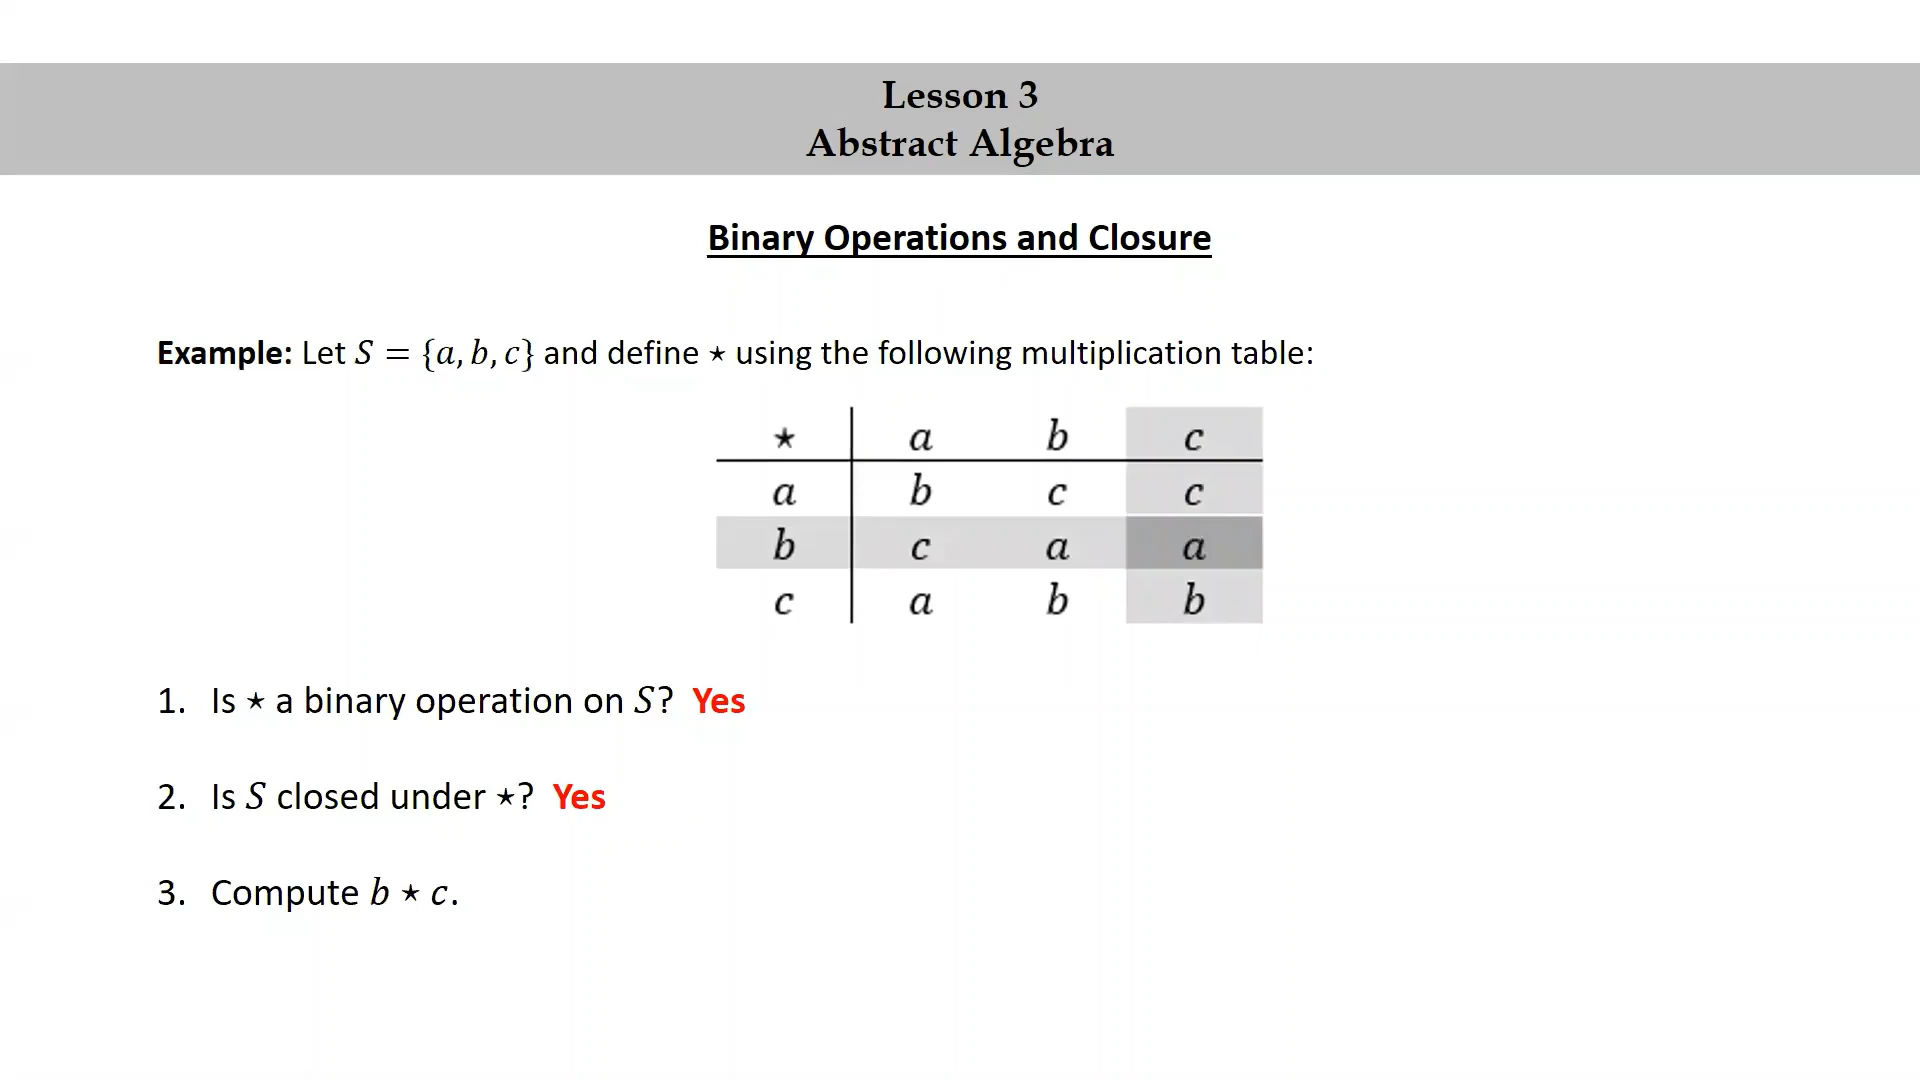 Lesson 3
Abstract Algebra
Binary Operations and Closure
Example: Let S = {a, b, c} and define ⋆ using the following multiplication table:
⋆ a b c
a b c c
b c a a
c a b b
1. Is ⋆ a binary operation on S? Yes
2. Is S closed under ⋆? Yes
3. Compute b ⋆ c.